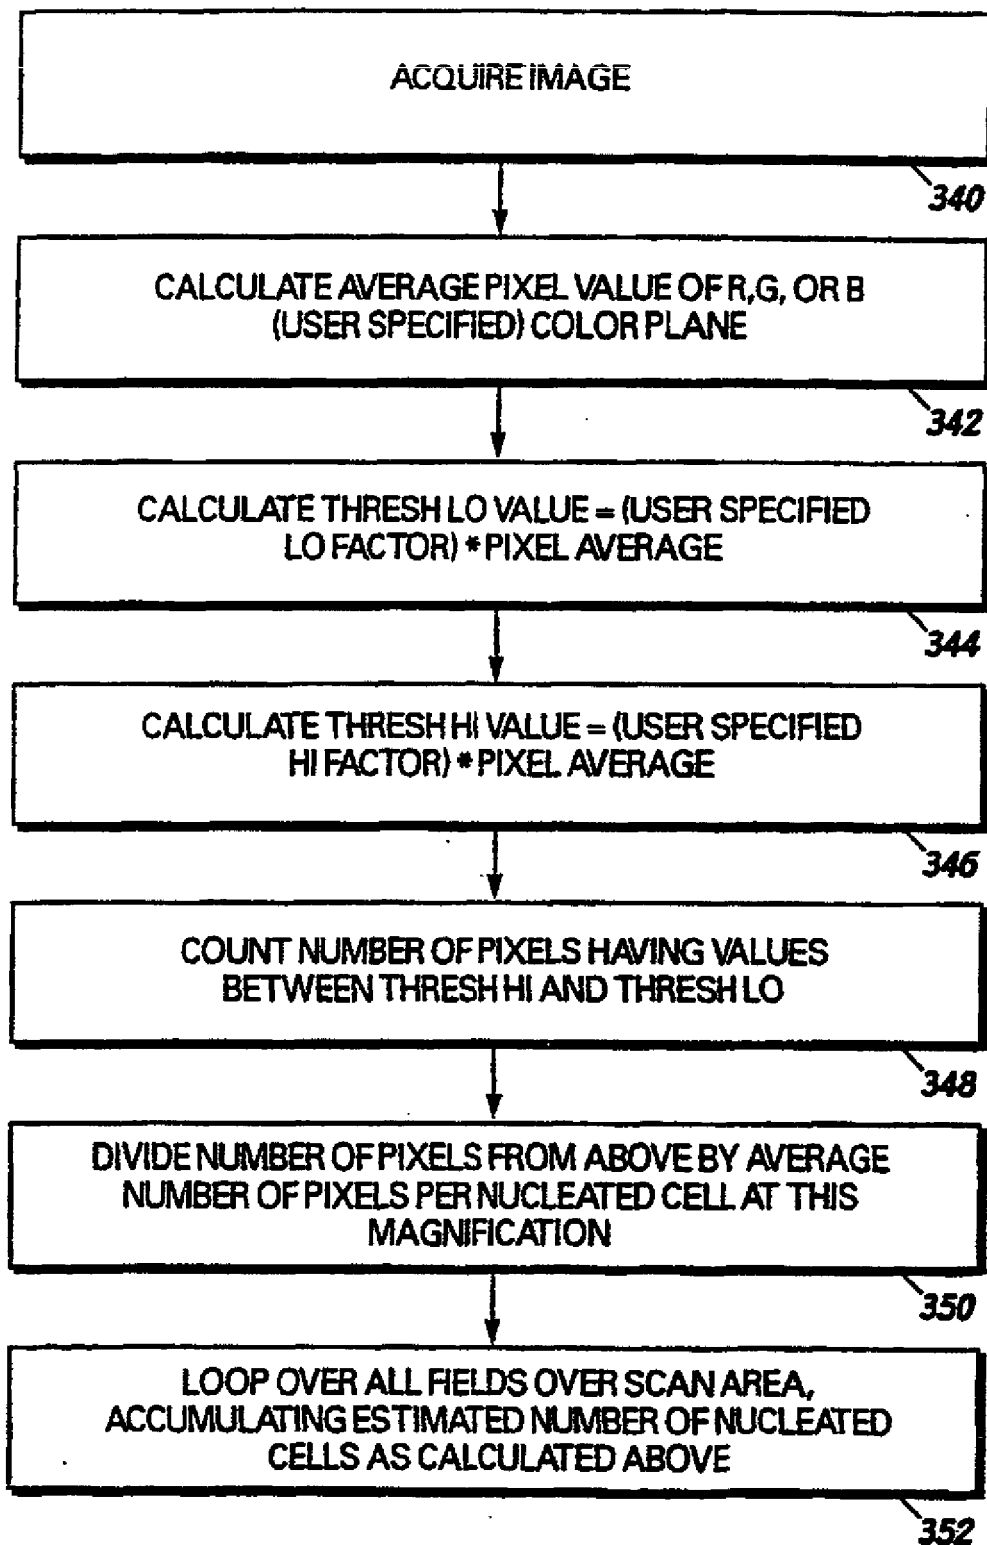 ACQUIRE IMAGE
340
CALCULATE AVERAGE PIXEL VALUE OF R,G, OR B
(USER SPECIFIED) COLOR PLANE
342
CALCULATE THRESH LO VALUE = (USER SPECIFIED
LO FACTOR) * PIXEL AVERAGE
344
CALCULATE THRESH HI VALUE = (USER SPECIFIED
HI FACTOR) * PIXEL AVERAGE
346
COUNT NUMBER OF PIXELS HAVING VALUES
BETWEEN THRESH HI AND THRESH LO
348
DIVIDE NUMBER OF PIXELS FROM ABOVE BY AVERAGE
NUMBER OF PIXELS PER NUCLEATED CELL AT THIS
MAGNIFICATION
350
LOOP OVER ALL FIELDS OVER SCAN AREA,
ACCUMULATING ESTIMATED NUMBER OF NUCLEATED
CELLS AS CALCULATED ABOVE
352